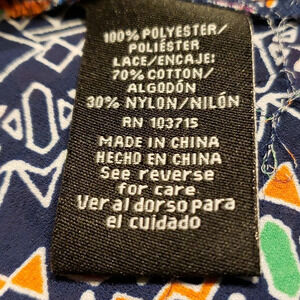 100% POLYESTER/
POLIÉSTER
LACE/ENCAJE:
70% COTTON/
ALGODÓN
30% NYLON/NILÓN
RN 103715
MADE IN CHINA
HECHO EN CHINA
See reverse
for care.
Ver al dorso para
el cuidado